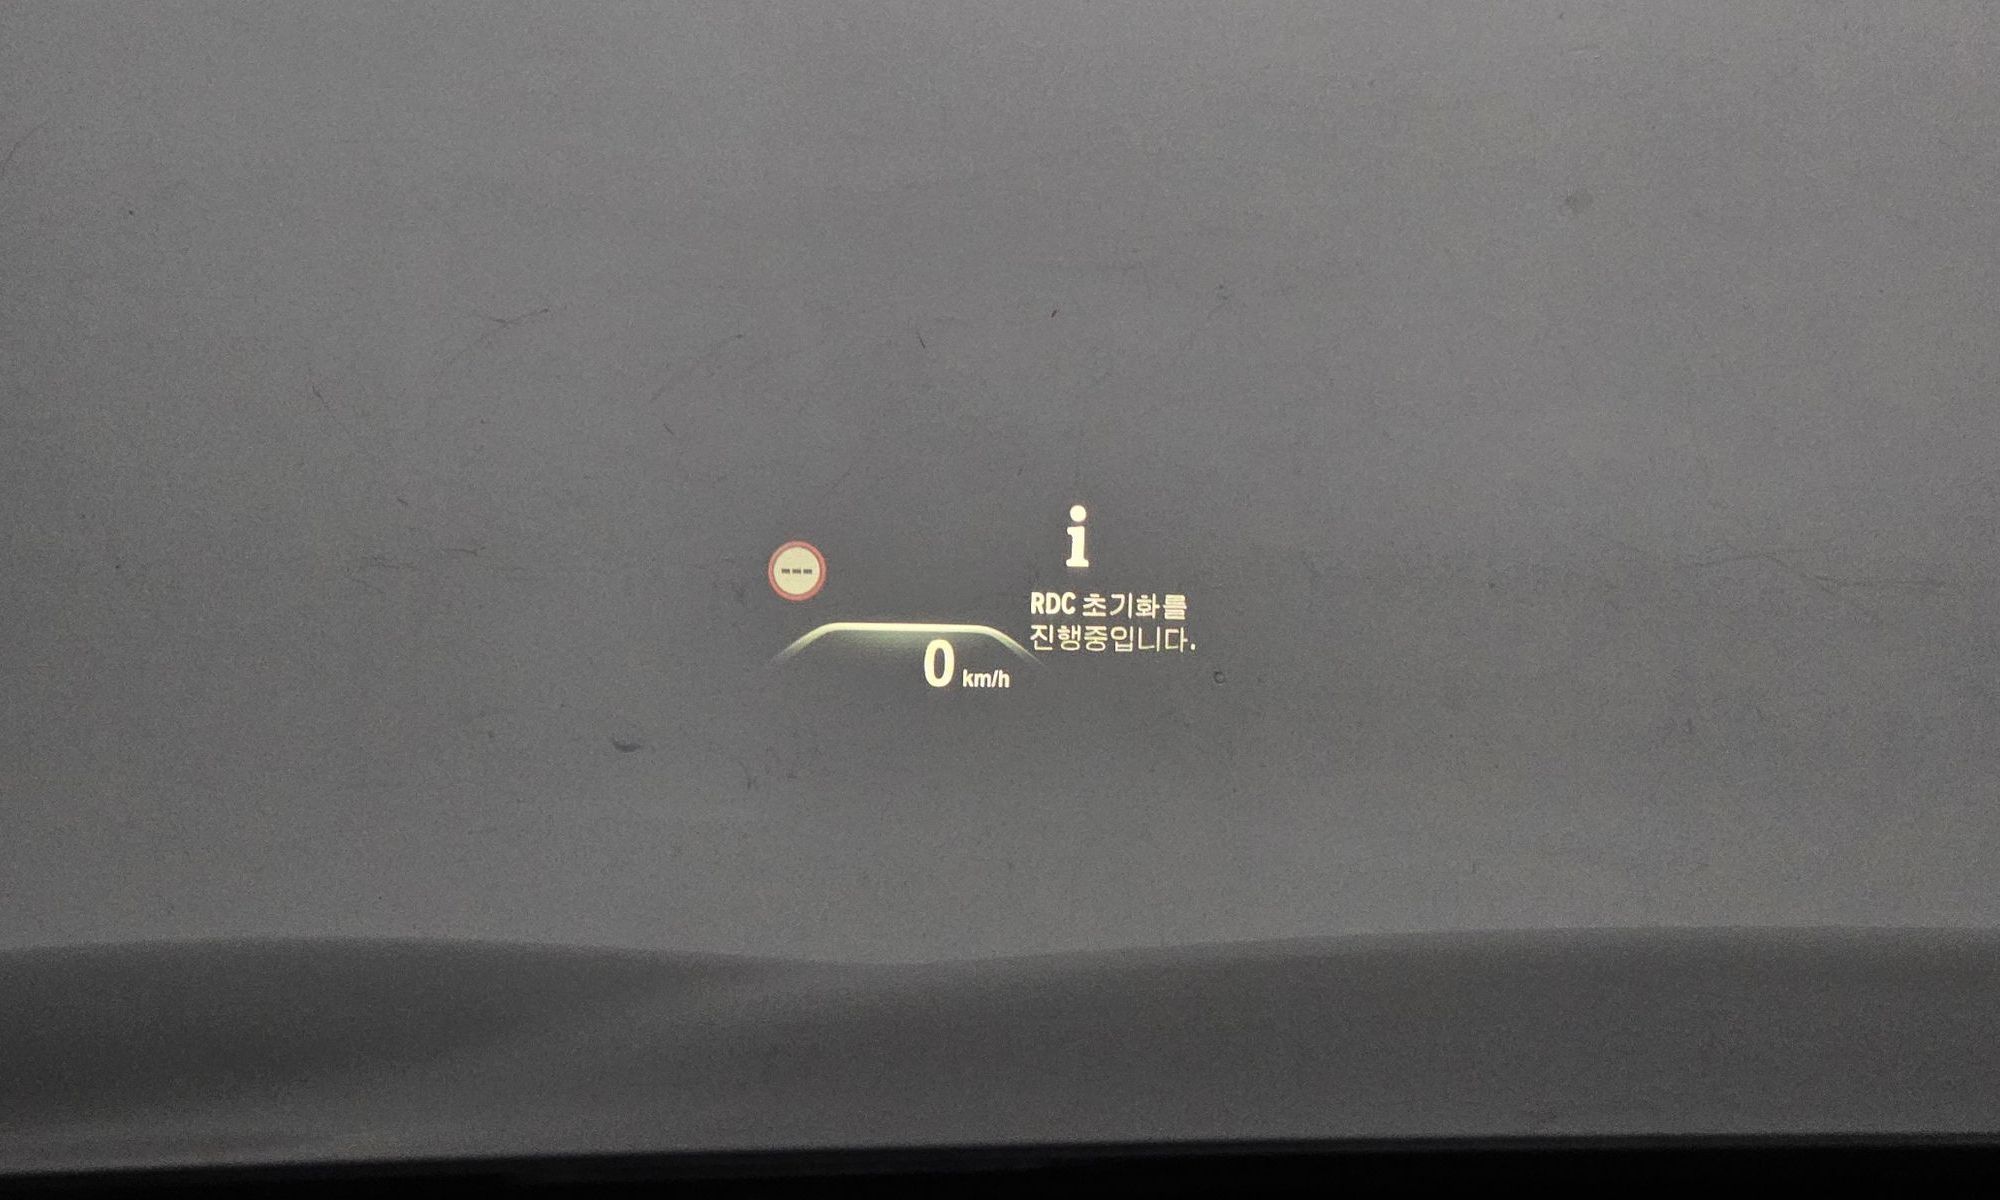 ---
i
RDC 초기화를
진행중입니다.
0 km/h